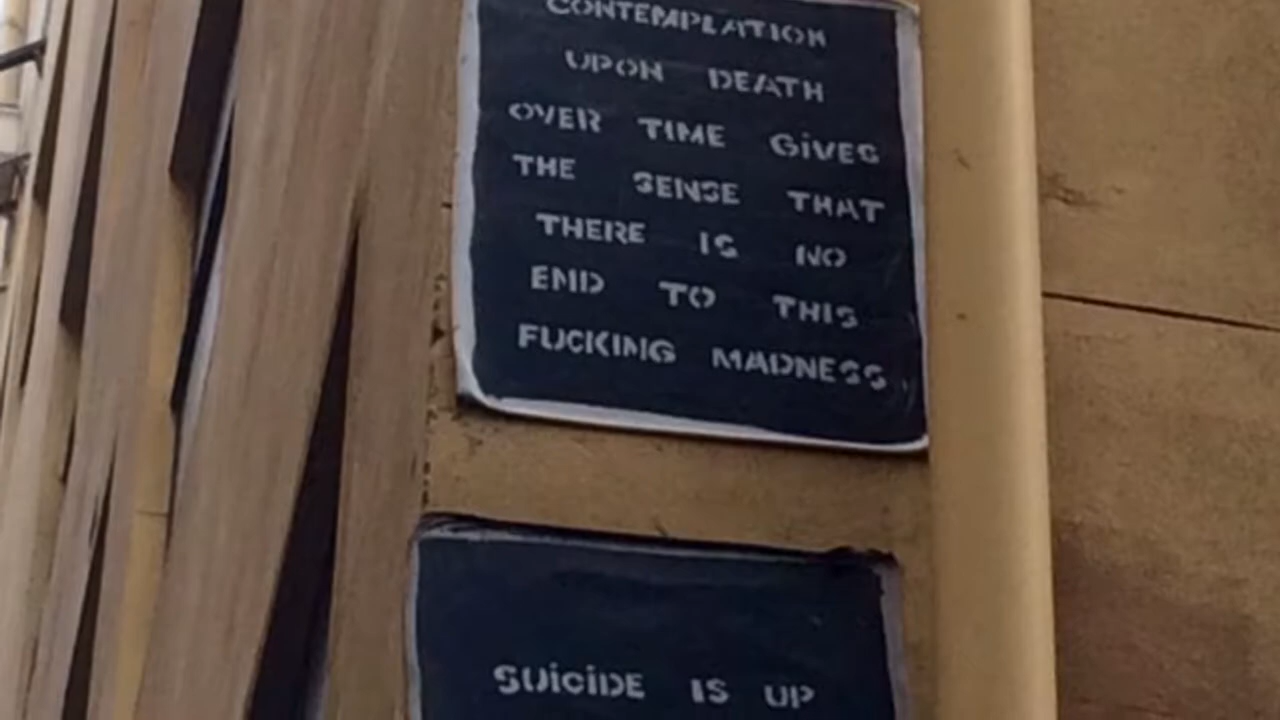 CONTEMPLATION
UPON DEATH
OVER TIME GiVES
THE SENSE THAT
THERE IS NO
END TO THIS
FUCKING MADNESS
SUiCiDE IS UP